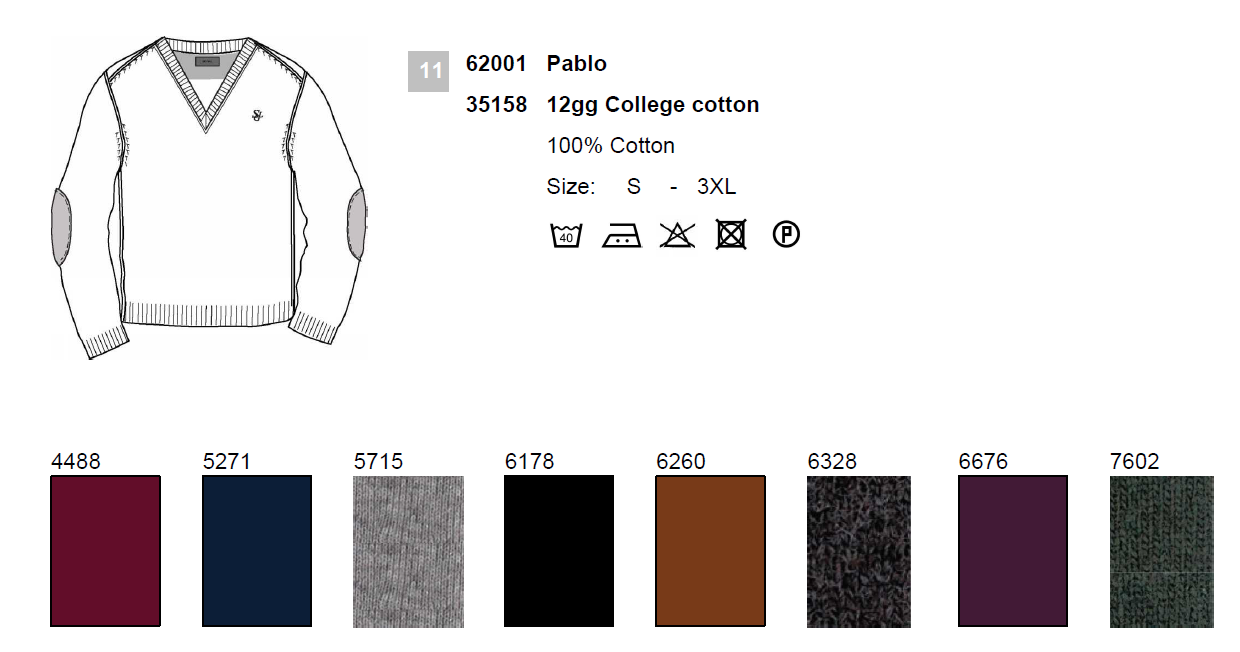 11 62001 Pablo
35158 12gg College cotton
100% Cotton
Size: S - 3XL
40 P
4488 5271 5715 6178 6260 6328 6676 7602